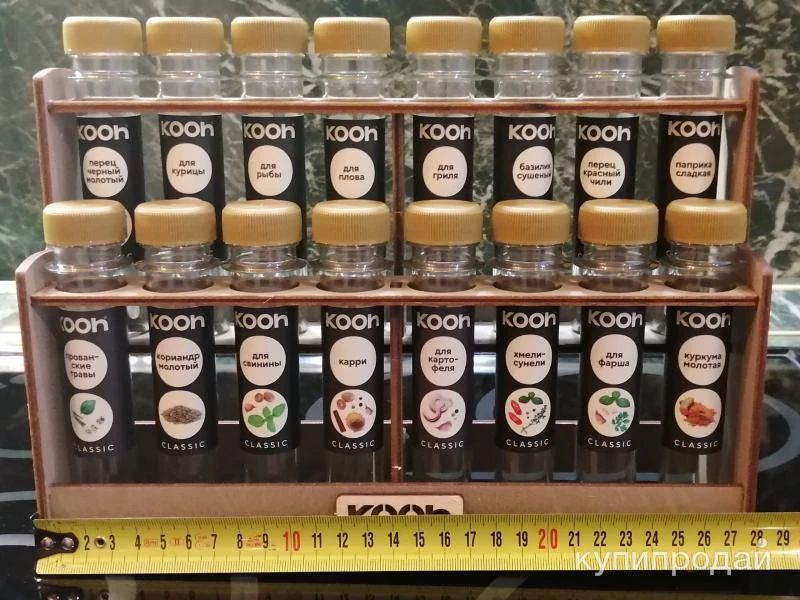 KOOH
перец
черный
молотый
KOOH
для
курицы
KOOH
для
рыбы
KOOH
для
плова
KOOH
для
гриля
KOOH
базилик
сушеный
KOOH
перец
красный
чили
KOOH
паприка
сладкая
KOOH
прован-
ские
травы
CLASSIC
KOOH
кориандр
молотый
CLASSIC
KOOH
для
свинины
CLASSIC
KOOH
карри
CLASSIC
KOOH
для
карто-
феля
CLASSIC
KOOH
хмели-
сунели
CLASSIC
KOOH
для
фарша
CLASSIC
KOOH
куркума
молотая
CLASSIC
KOOH
2 3 4 5 6 7 8 9 10 11 12 13 14 15 16 17 18 19 20 21 22 23 24 25 26 27 28 29
купипродай